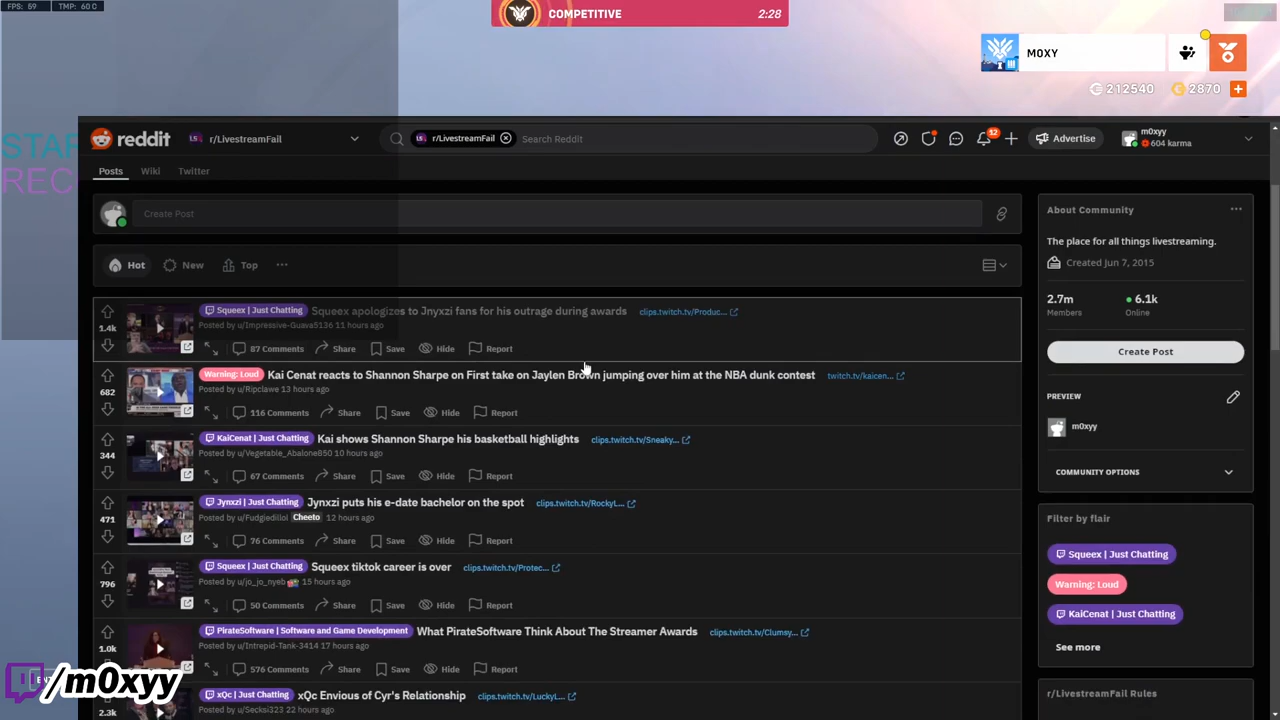 FPS: 59 TMP: 60 C
COMPETITIVE 2:28
MOXY
212540 2870
STAR
REC
reddit r/LivestreamFail r/LivestreamFail Search Reddit 12 Advertise m0xyy
604 karma
Posts Wiki Twitter
Create Post
Hot New Top
Squeex | Just Chatting Squeex apologizes to Jnyxzi fans for his outrage during awards clips.twitch.tv/Produc...
Posted by u/Impressive-Guava5136 11 hours ago
1.4k
87 Comments Share Save Hide Report
Warning: Loud Kai Cenat reacts to Shannon Sharpe on First take on Jaylen Brown jumping over him at the NBA dunk contest twitch.tv/kaicen...
Posted by u/Ripclawe 13 hours ago
682
116 Comments Share Save Hide Report
KaiCenat | Just Chatting Kai shows Shannon Sharpe his basketball highlights clips.twitch.tv/Sneaky...
Posted by u/Vegetable_Abalone850 10 hours ago
344
67 Comments Share Save Hide Report
Jynxzi | Just Chatting Jynxzi puts his e-date bachelor on the spot clips.twitch.tv/RockyL...
Posted by u/Fudgiedillol Cheeto 12 hours ago
471
76 Comments Share Save Hide Report
Squeex | Just Chatting Squeex tiktok career is over clips.twitch.tv/Protec...
Posted by u/jo_jo_nyeb 15 hours ago
796
50 Comments Share Save Hide Report
PirateSoftware | Software and Game Development What PirateSoftware Think About The Streamer Awards clips.twitch.tv/Clumsy...
Posted by u/Intrepid-Tank-3414 17 hours ago
1.0k
576 Comments Share Save Hide Report
xQc | Just Chatting xQc Envious of Cyr's Relationship clips.twitch.tv/LuckyL...
Posted by u/Secksi323 22 hours ago
2.3k
About Community
The place for all things livestreaming.
Created Jun 7, 2015
2.7m 6.1k
Members Online
Create Post
PREVIEW
m0xyy
COMMUNITY OPTIONS
Filter by flair
Squeex | Just Chatting
Warning: Loud
KaiCenat | Just Chatting
See more
r/LivestreamFail Rules
/m0xyy